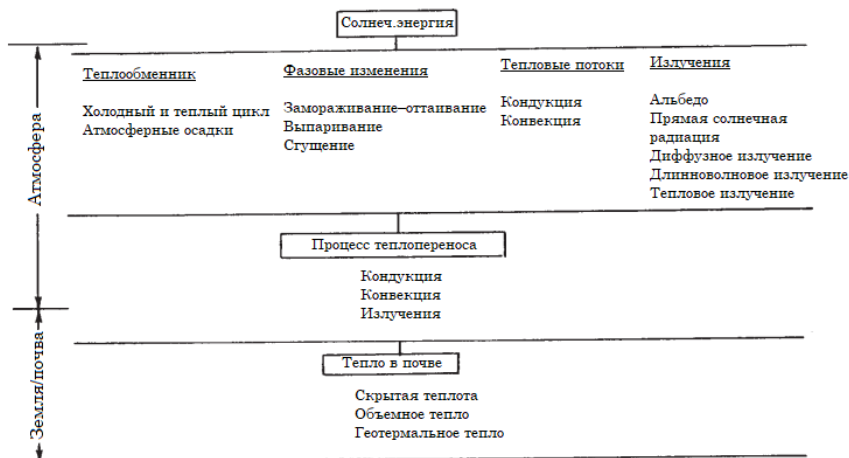 Солнеч.энергия
Теплообменник
Холодный и теплый цикл
Атмосферные осадки
Фазовые изменения
Замораживание–оттаивание
Выпаривание
Сгущение
Тепловые потоки
Кондукция
Конвекция
Излучения
Альбедо
Прямая солнечная
радиация
Диффузное излучение
Длинноволновое излучение
Тепловое излучение
Атмосфера
Процесс теплопереноса
Кондукция
Конвекция
Излучения
Земля/почва
Тепло в почве
Скрытая теплота
Объемное тепло
Геотермальное тепло